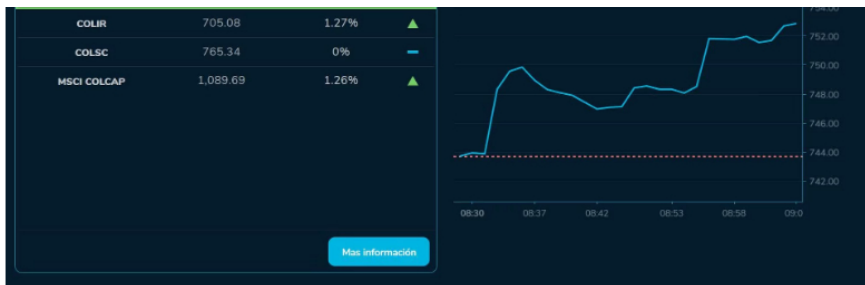 COLIR 705.08 1.27%
COLSC 765.34 0%
MSCI COLCAP 1,089.69 1.26%
Mas información
754.00
752.00
750.00
748.00
746.00
744.00
742.00
08:30 08:37 08:42 08:53 08:58 09:0